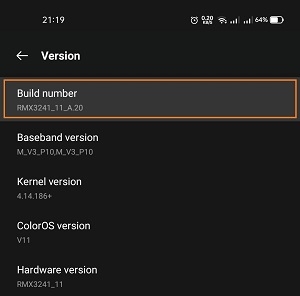 21:19
0.20
KB/S
64%
Version
Build number
RMX3241_11_A.20
Baseband version
M_V3_P10,M_V3_P10
Kernel version
4.14.186+
ColorOS version
V11
Hardware version
RMX3241_11